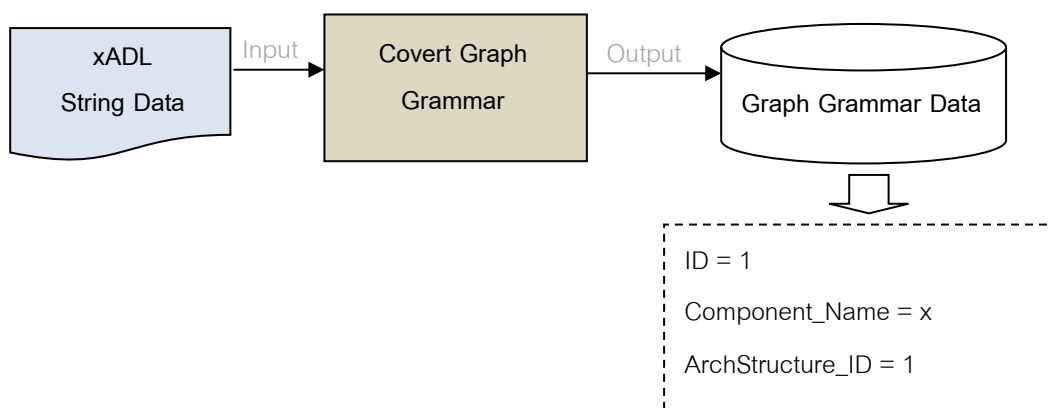 xADL
String Data
Input
Covert Graph
Grammar
Output
Graph Grammar Data
ID = 1
Component_Name = x
ArchStructure_ID = 1